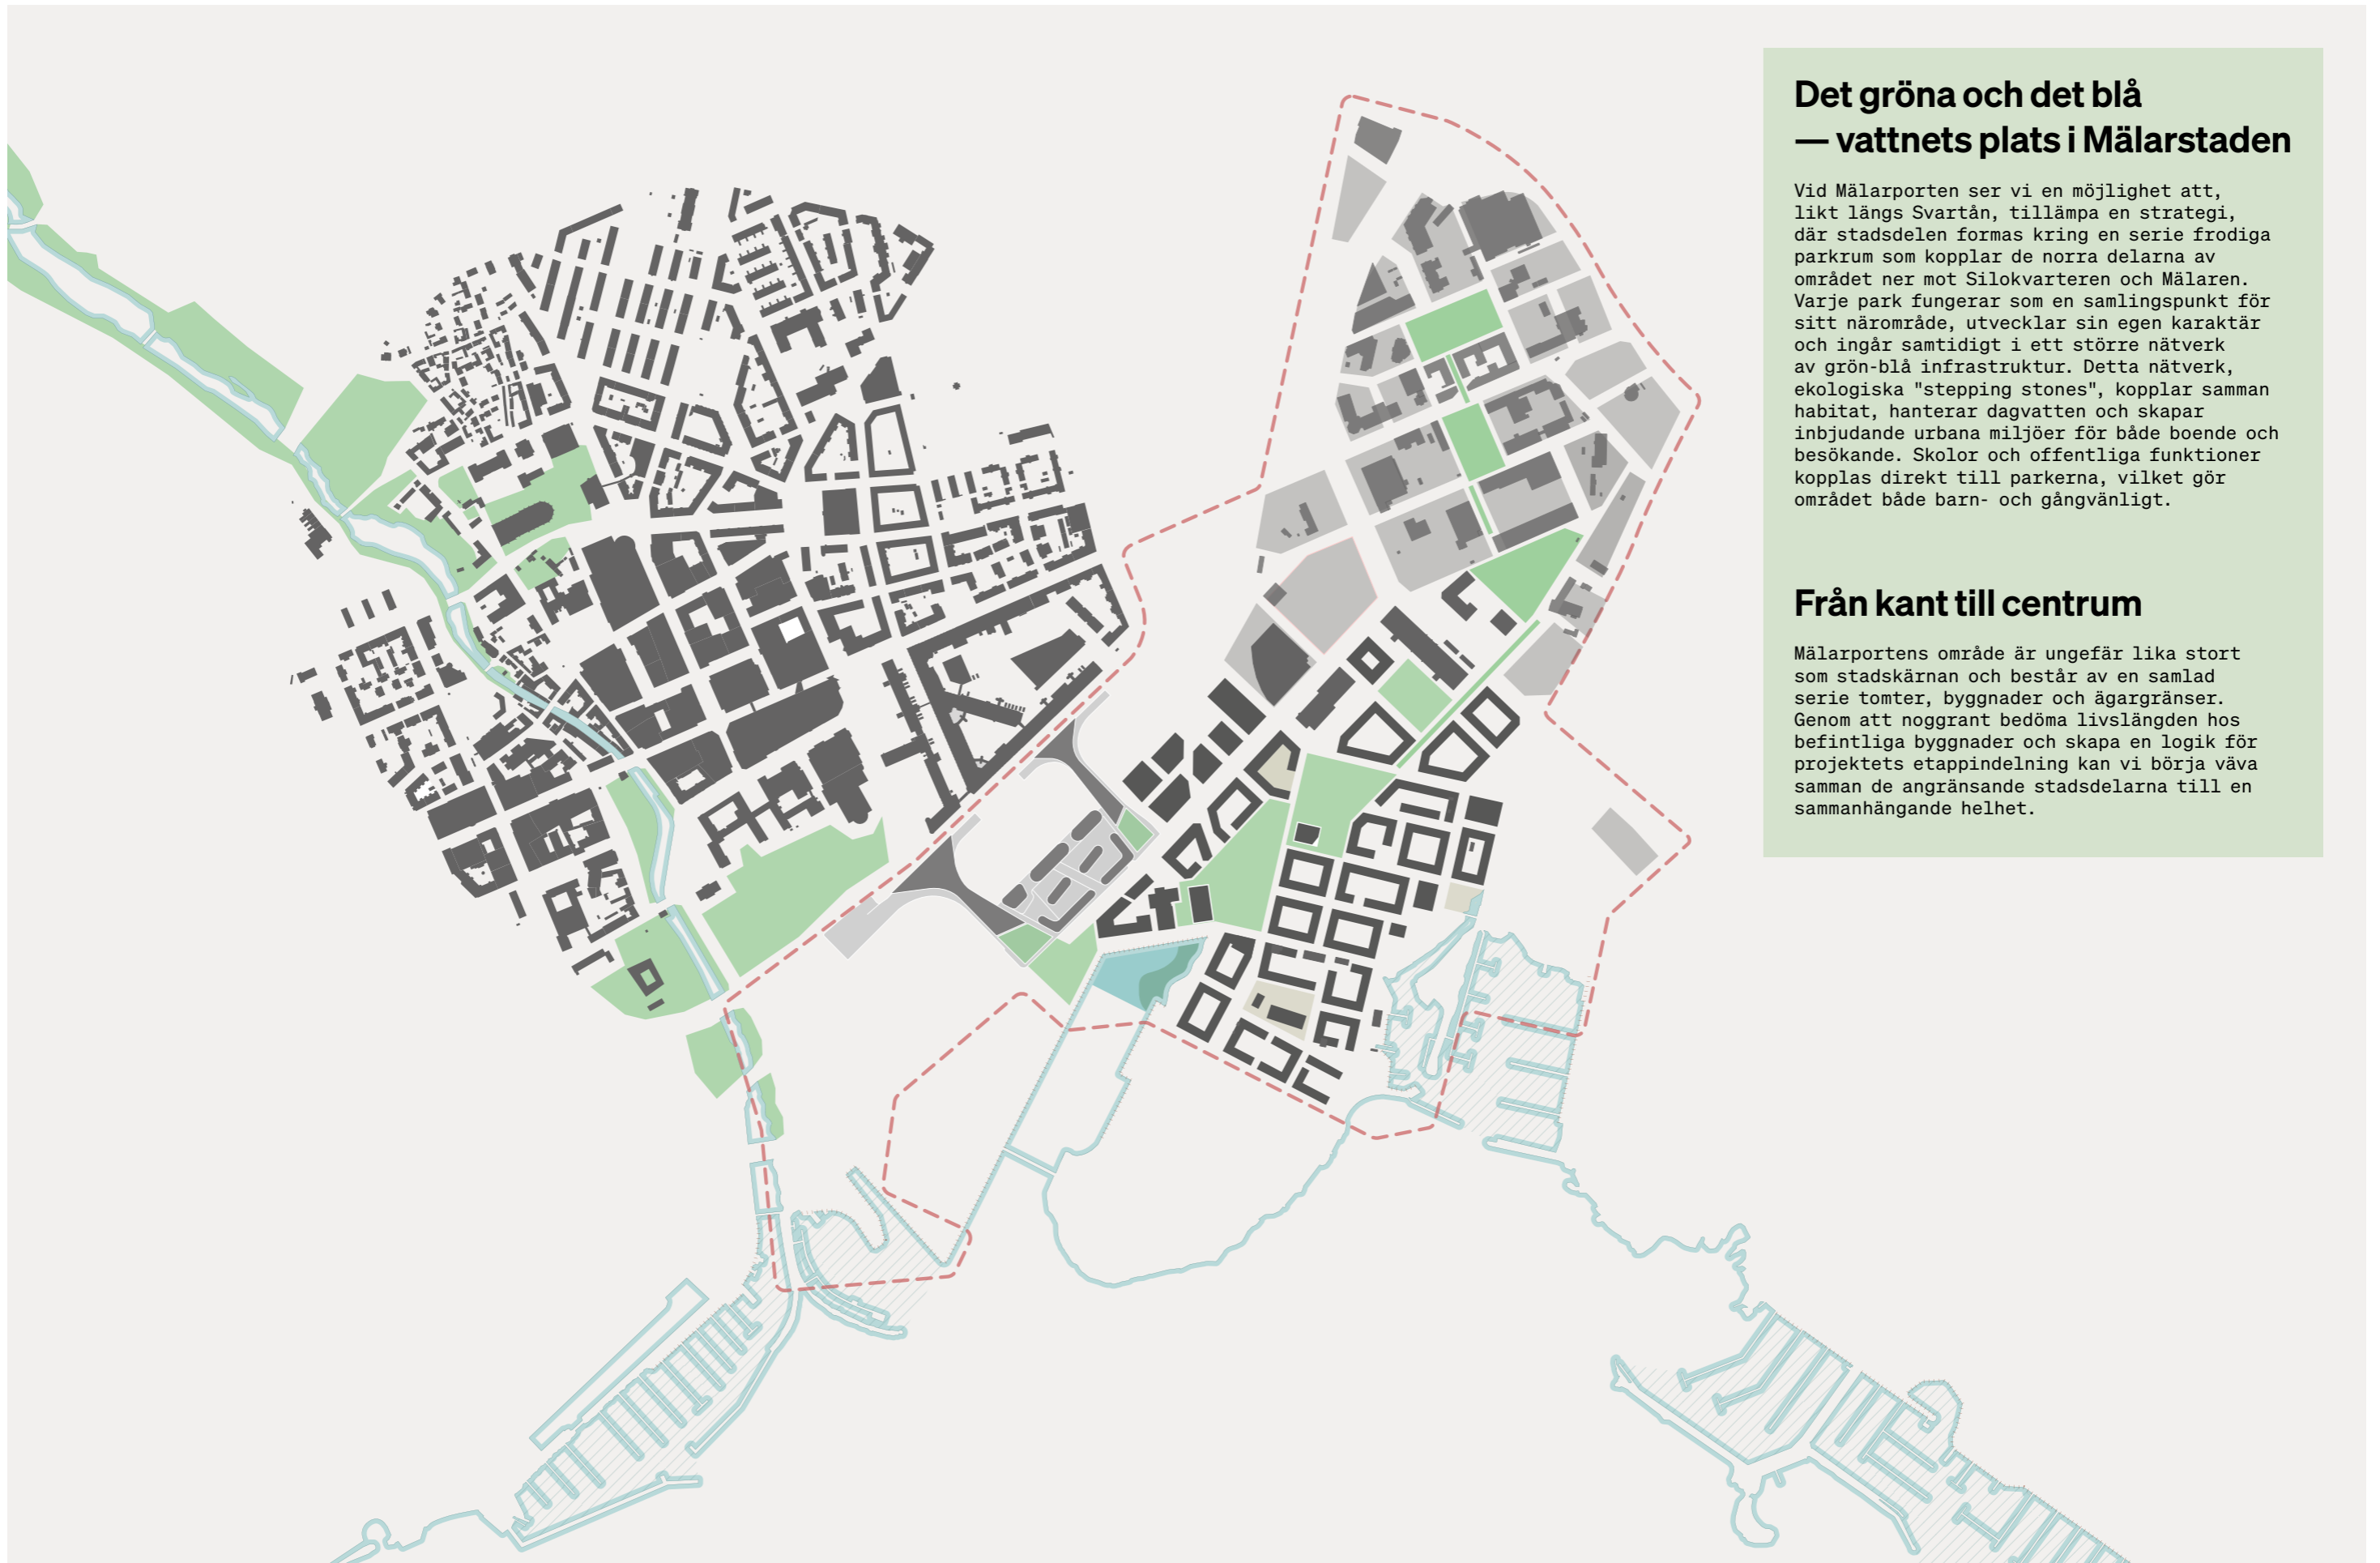 Det gröna och det blå
— vattnets plats i Mälarstaden
Vid Mälarporten ser vi en möjlighet att,
likt längs Svartån, tillämpa en strategi,
där stadsdelen formas kring en serie frodiga
parkrum som kopplar de norra delarna av
området ner mot Silokvarteren och Mälaren.
Varje park fungerar som en samlingspunkt för
sitt närområde, utvecklar sin egen karaktär
och ingår samtidigt i ett större nätverk
av grön-blå infrastruktur. Detta nätverk,
ekologiska "stepping stones", kopplar samman
habitat, hanterar dagvatten och skapar
inbjudande urbana miljöer för både boende och
besökande. Skolor och offentliga funktioner
kopplas direkt till parkerna, vilket gör
området både barn- och gångvänligt.
Från kant till centrum
Mälarportens område är ungefär lika stort
som stadskärnan och består av en samlad
serie tomter, byggnader och ägargränser.
Genom att noggrant bedöma livslängden hos
befintliga byggnader och skapa en logik för
projektets etappindelning kan vi börja väva
samman de angränsande stadsdelarna till en
sammanhängande helhet.